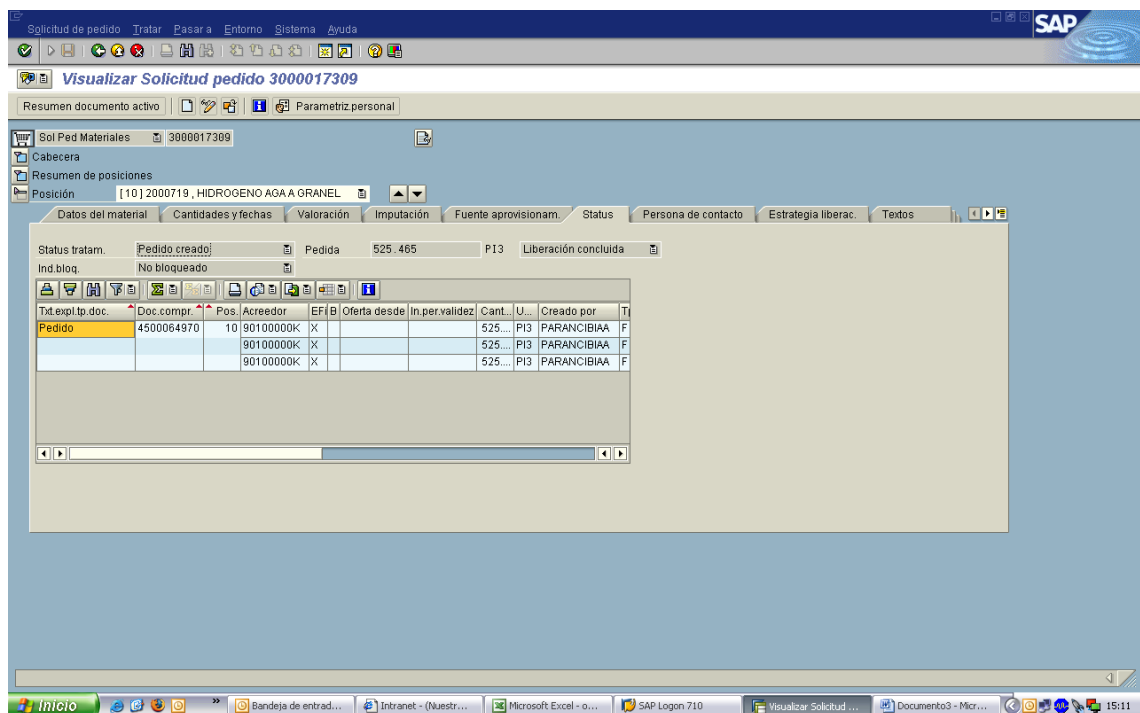 Solicitud de pedido Tratar Pasar a Entorno Sistema Ayuda
SAP
Visualizar Solicitud pedido 3000017309
Resumen documento activo Parametriz.personal
Sol Ped Materiales 3000017309
Cabecera
Resumen de posiciones
Posición [ 10 ] 2000719 , HIDROGENO AGA A GRANEL
Datos del material Cantidades y fechas Valoración Imputación Fuente aprovisionam. Status Persona de contacto Estrategia liberac. Textos
Status tratam. Pedido creado Pedida 525.465 PI3 Liberación concluida
Ind.bloq. No bloqueado
Txt.expl.tp.doc. Doc.compr. Pos. Acreedor EFi B Oferta desde In.per.validez Cant... U... Creado por
Pedido 4500064970 10 90100000K X 525.... PI3 PARANCIBIAA F
90100000K X 525.... PI3 PARANCIBIAA F
90100000K X 525.... PI3 PARANCIBIAA F
Inicio » Bandeja de entrad... Intranet - (Nuestr... Microsoft Excel - o... SAP Logon 710 Visualizar Solicitud ... Documento3 - Micr... 15:11